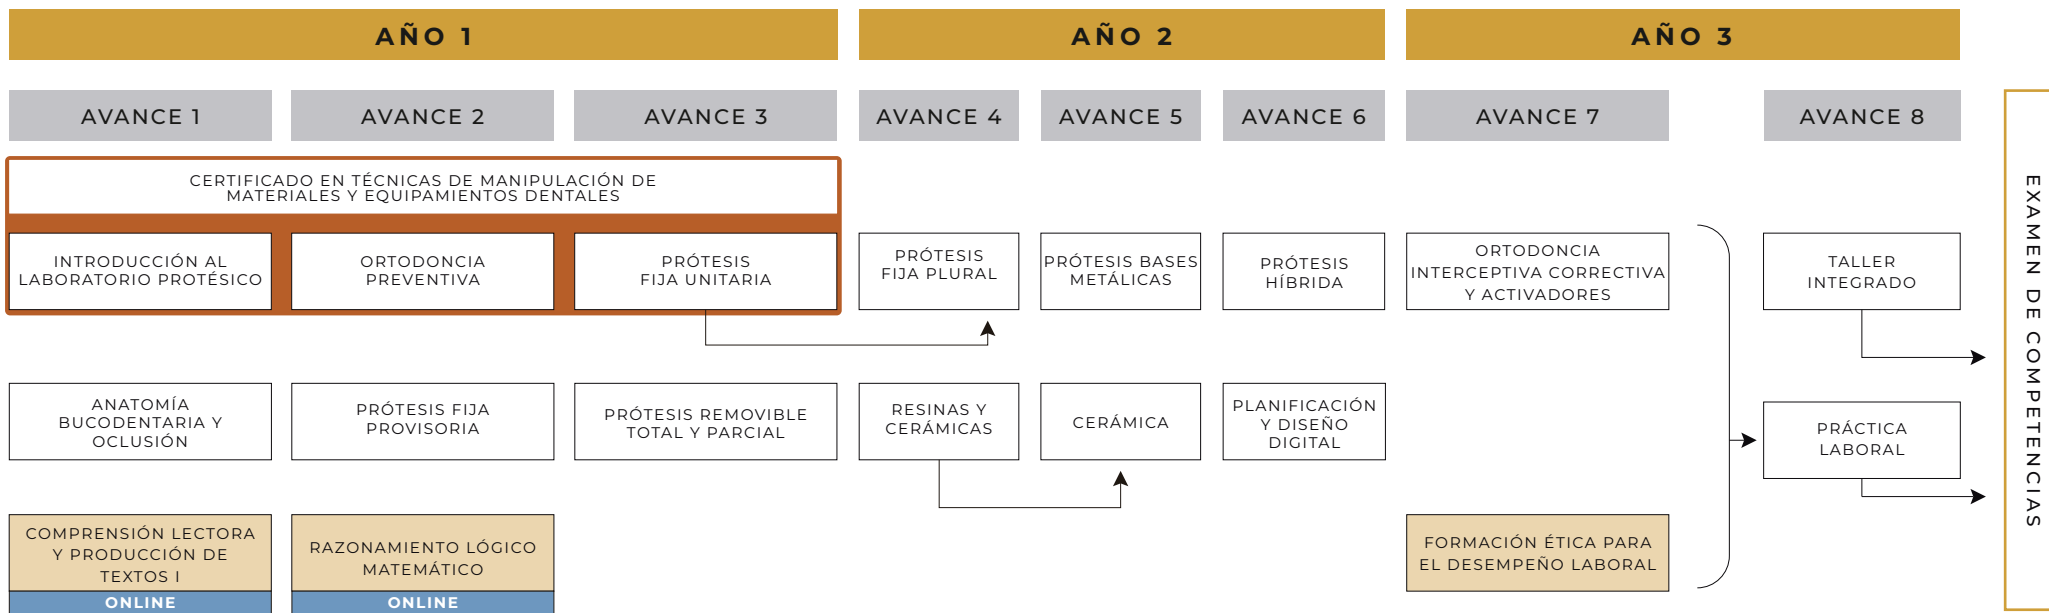 AÑO 1
AÑO 2
AÑO 3
AVANCE 1
AVANCE 2
AVANCE 3
AVANCE 4
AVANCE 5
AVANCE 6
AVANCE 7
AVANCE 8
CERTIFICADO EN TÉCNICAS DE MANIPULACIÓN DE
MATERIALES Y EQUIPAMIENTOS DENTALES
INTRODUCCIÓN AL
LABORATORIO PROTÉSICO
ORTODONCIA
PREVENTIVA
PRÓTESIS
FIJA UNITARIA
PRÓTESIS
FIJA PLURAL
PRÓTESIS BASES
METÁLICAS
PRÓTESIS
HÍBRIDA
ORTODONCIA
INTERCEPTIVA CORRECTIVA
Y ACTIVADORES
TALLER
INTEGRADO
ANATOMÍA
BUCODENTARIA Y
OCLUSIÓN
PRÓTESIS FIJA
PROVISORIA
PRÓTESIS REMOVIBLE
TOTAL Y PARCIAL
RESINAS Y
CERÁMICAS
CERÁMICA
PLANIFICACIÓN
Y DISEÑO
DIGITAL
PRÁCTICA
LABORAL
COMPRENSIÓN LECTORA
Y PRODUCCIÓN DE
TEXTOS I
ONLINE
RAZONAMIENTO LÓGICO
MATEMÁTICO
ONLINE
FORMACIÓN ÉTICA PARA
EL DESEMPEÑO LABORAL
EXAMEN DE COMPETENCIAS